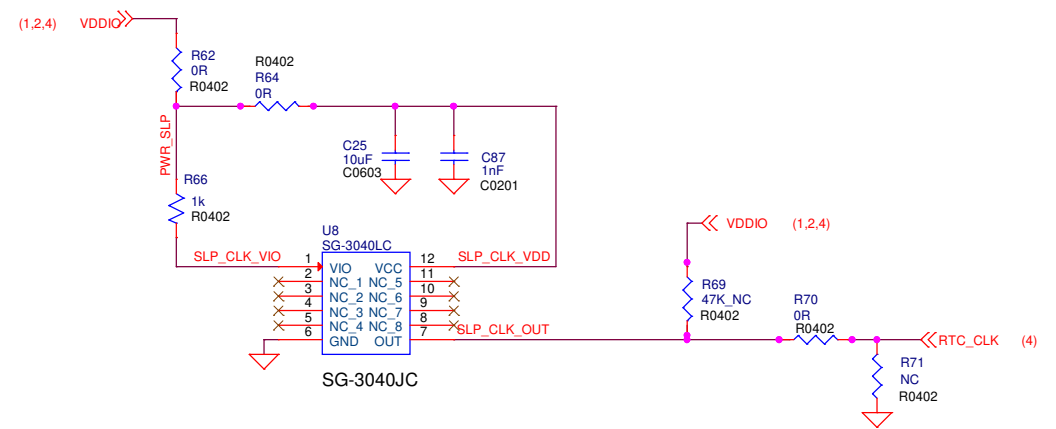 (1,2,4) VDDIO
R62
0R
R0402
R0402
R64
0R
PWR_SLP
C25
10uF
C0603
C87
1nF
C0201
R66
1k
R0402
U8
SG-3040LC
SLP_CLK_VIO 1 VIO VCC 12 SLP_CLK_VDD
2 NC_1 NC_5 11
3 NC_2 NC_6 10
4 NC_3 NC_7 9
5 NC_4 NC_8 8
6 GND OUT 7 SLP_CLK_OUT
SG-3040JC
VDDIO (1,2,4)
R69
47K_NC
R0402
R70
0R
R0402
RTC_CLK (4)
R71
NC
R0402